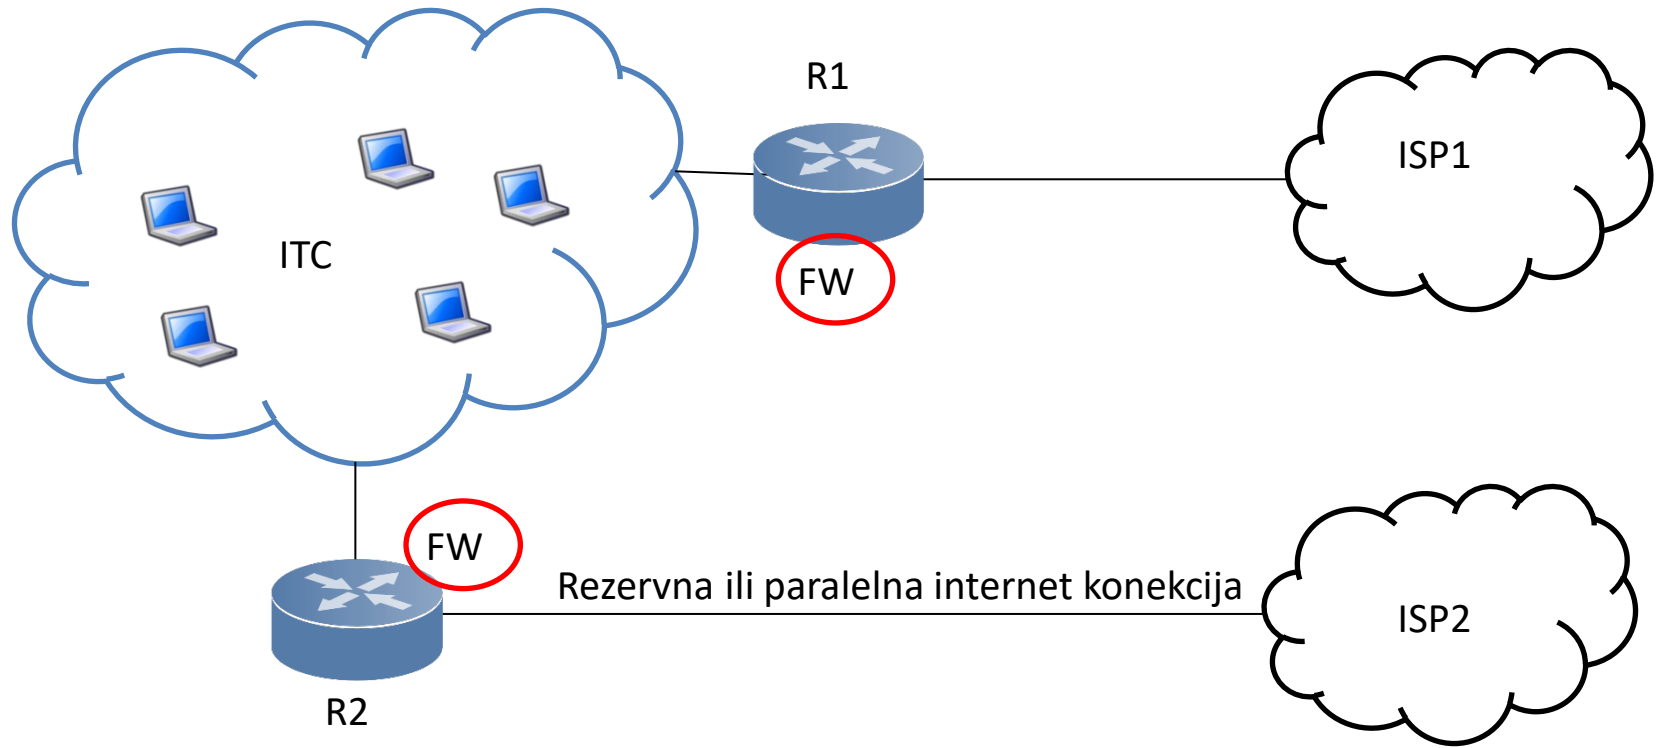 R1
ISP1
ITC
FW
FW
Rezervna ili paralelna internet konekcija
ISP2
R2